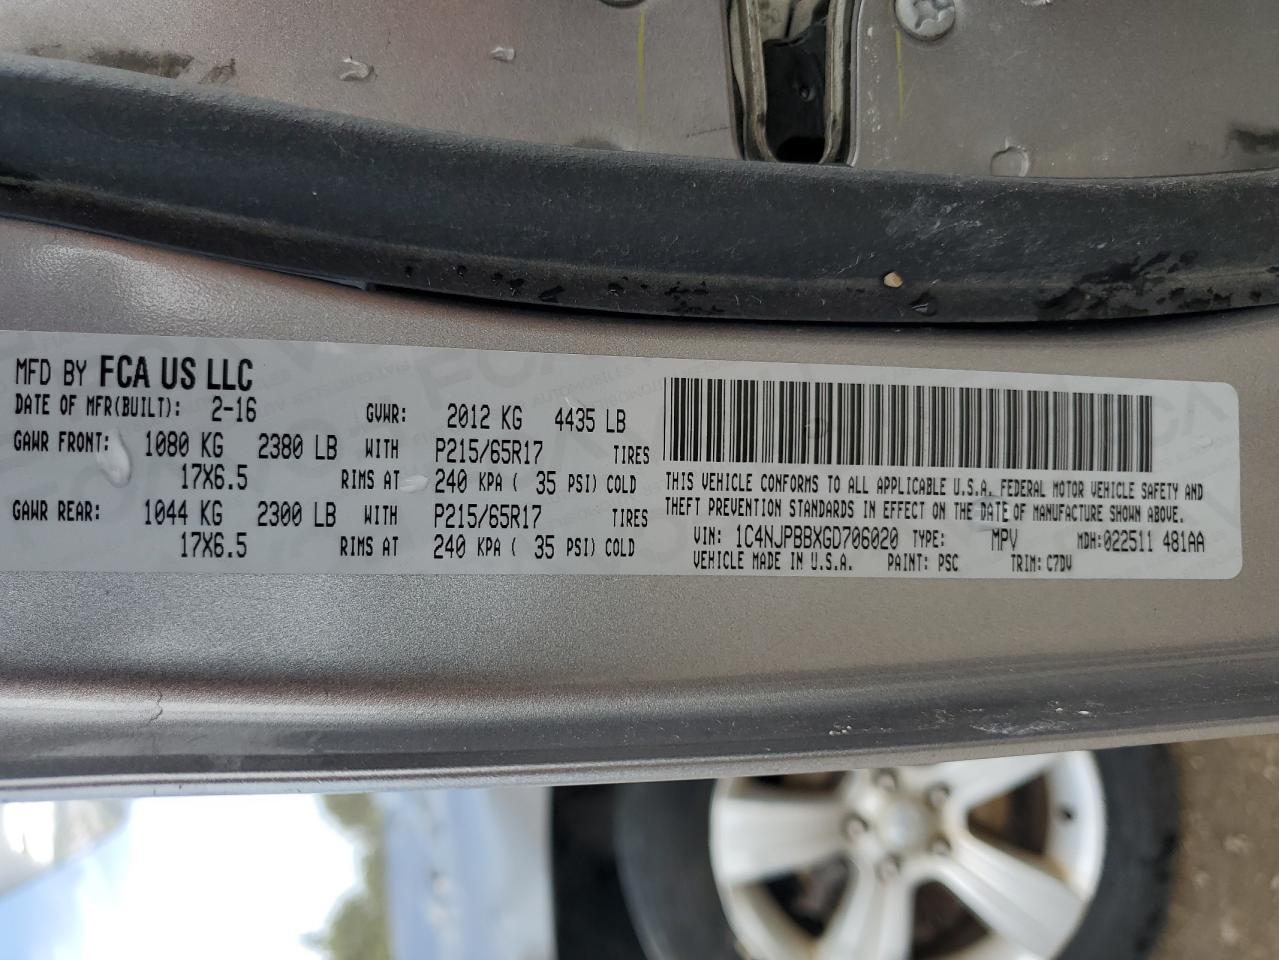 MFD BY FCA US LLC
DATE OF MFR(BUILT): 2-16 GVWR: 2012 KG 4435 LB
GAWR FRONT: 1080 KG 2380 LB WITH P215/65R17 TIRES
17X6.5 RIMS AT 240 KPA ( 35 PSI) COLD
GAWR REAR: 1044 KG 2300 LB WITH P215/65R17 TIRES
17X6.5 RIMS AT 240 KPA ( 35 PSI) COLD
THIS VEHICLE CONFORMS TO ALL APPLICABLE U.S.A. FEDERAL MOTOR VEHICLE SAFETY AND
THEFT PREVENTION STANDARDS IN EFFECT ON THE DATE OF MANUFACTURE SHOWN ABOVE.
VIN: 1C4NJPBBXGD706020 TYPE: MPV MDH:022511 481AA
VEHICLE MADE IN U.S.A. PAINT: PSC TRIM: C7DV